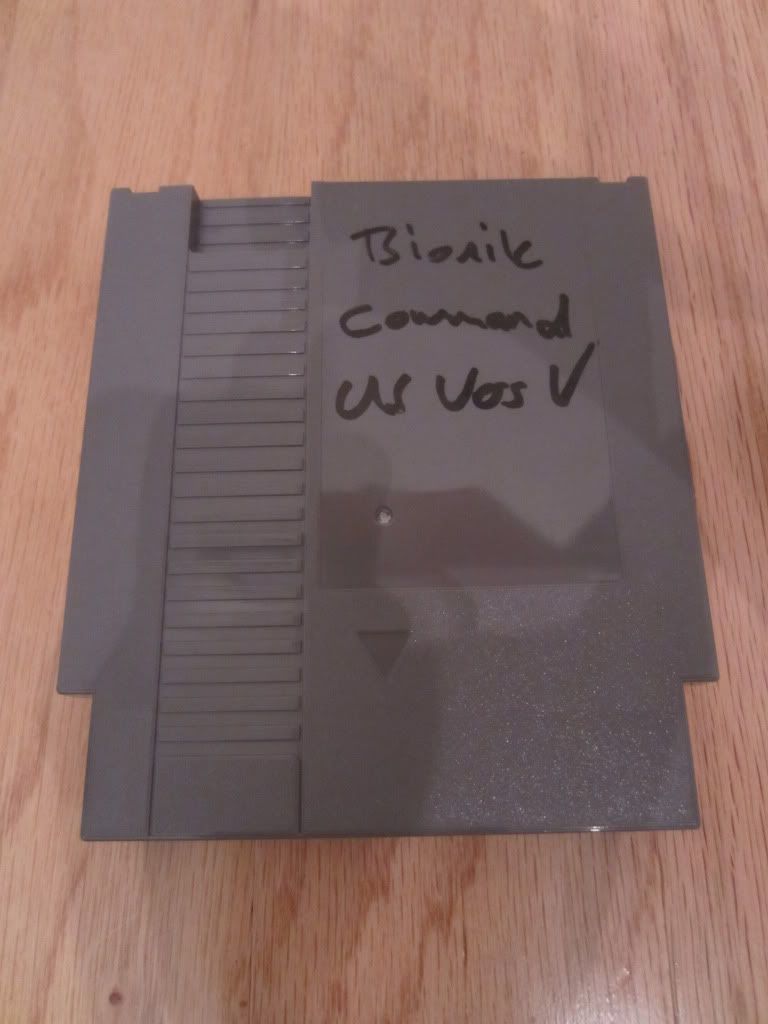 Bionik
Command
US Vos V